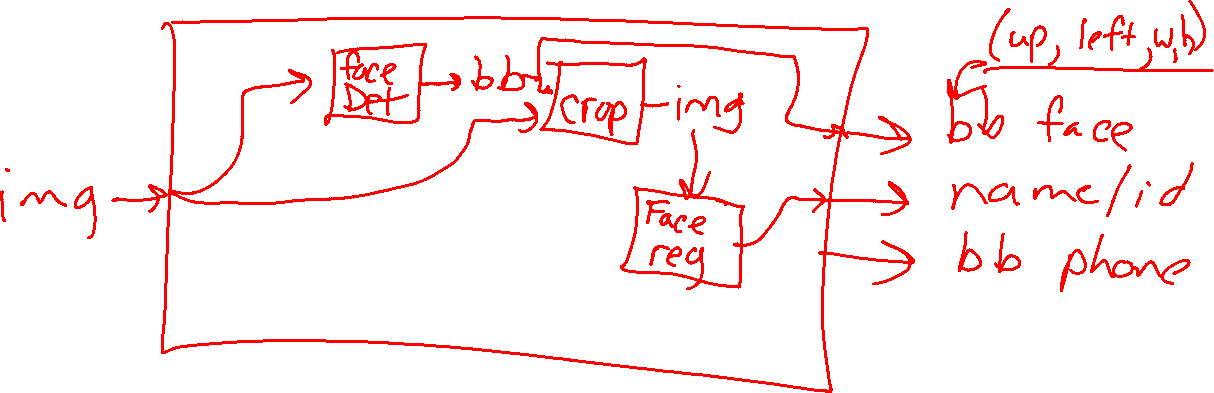 (up, left, w, h)
face
Det
bb
crop
img
bb face
img
name/id
Face
reg
bb phone